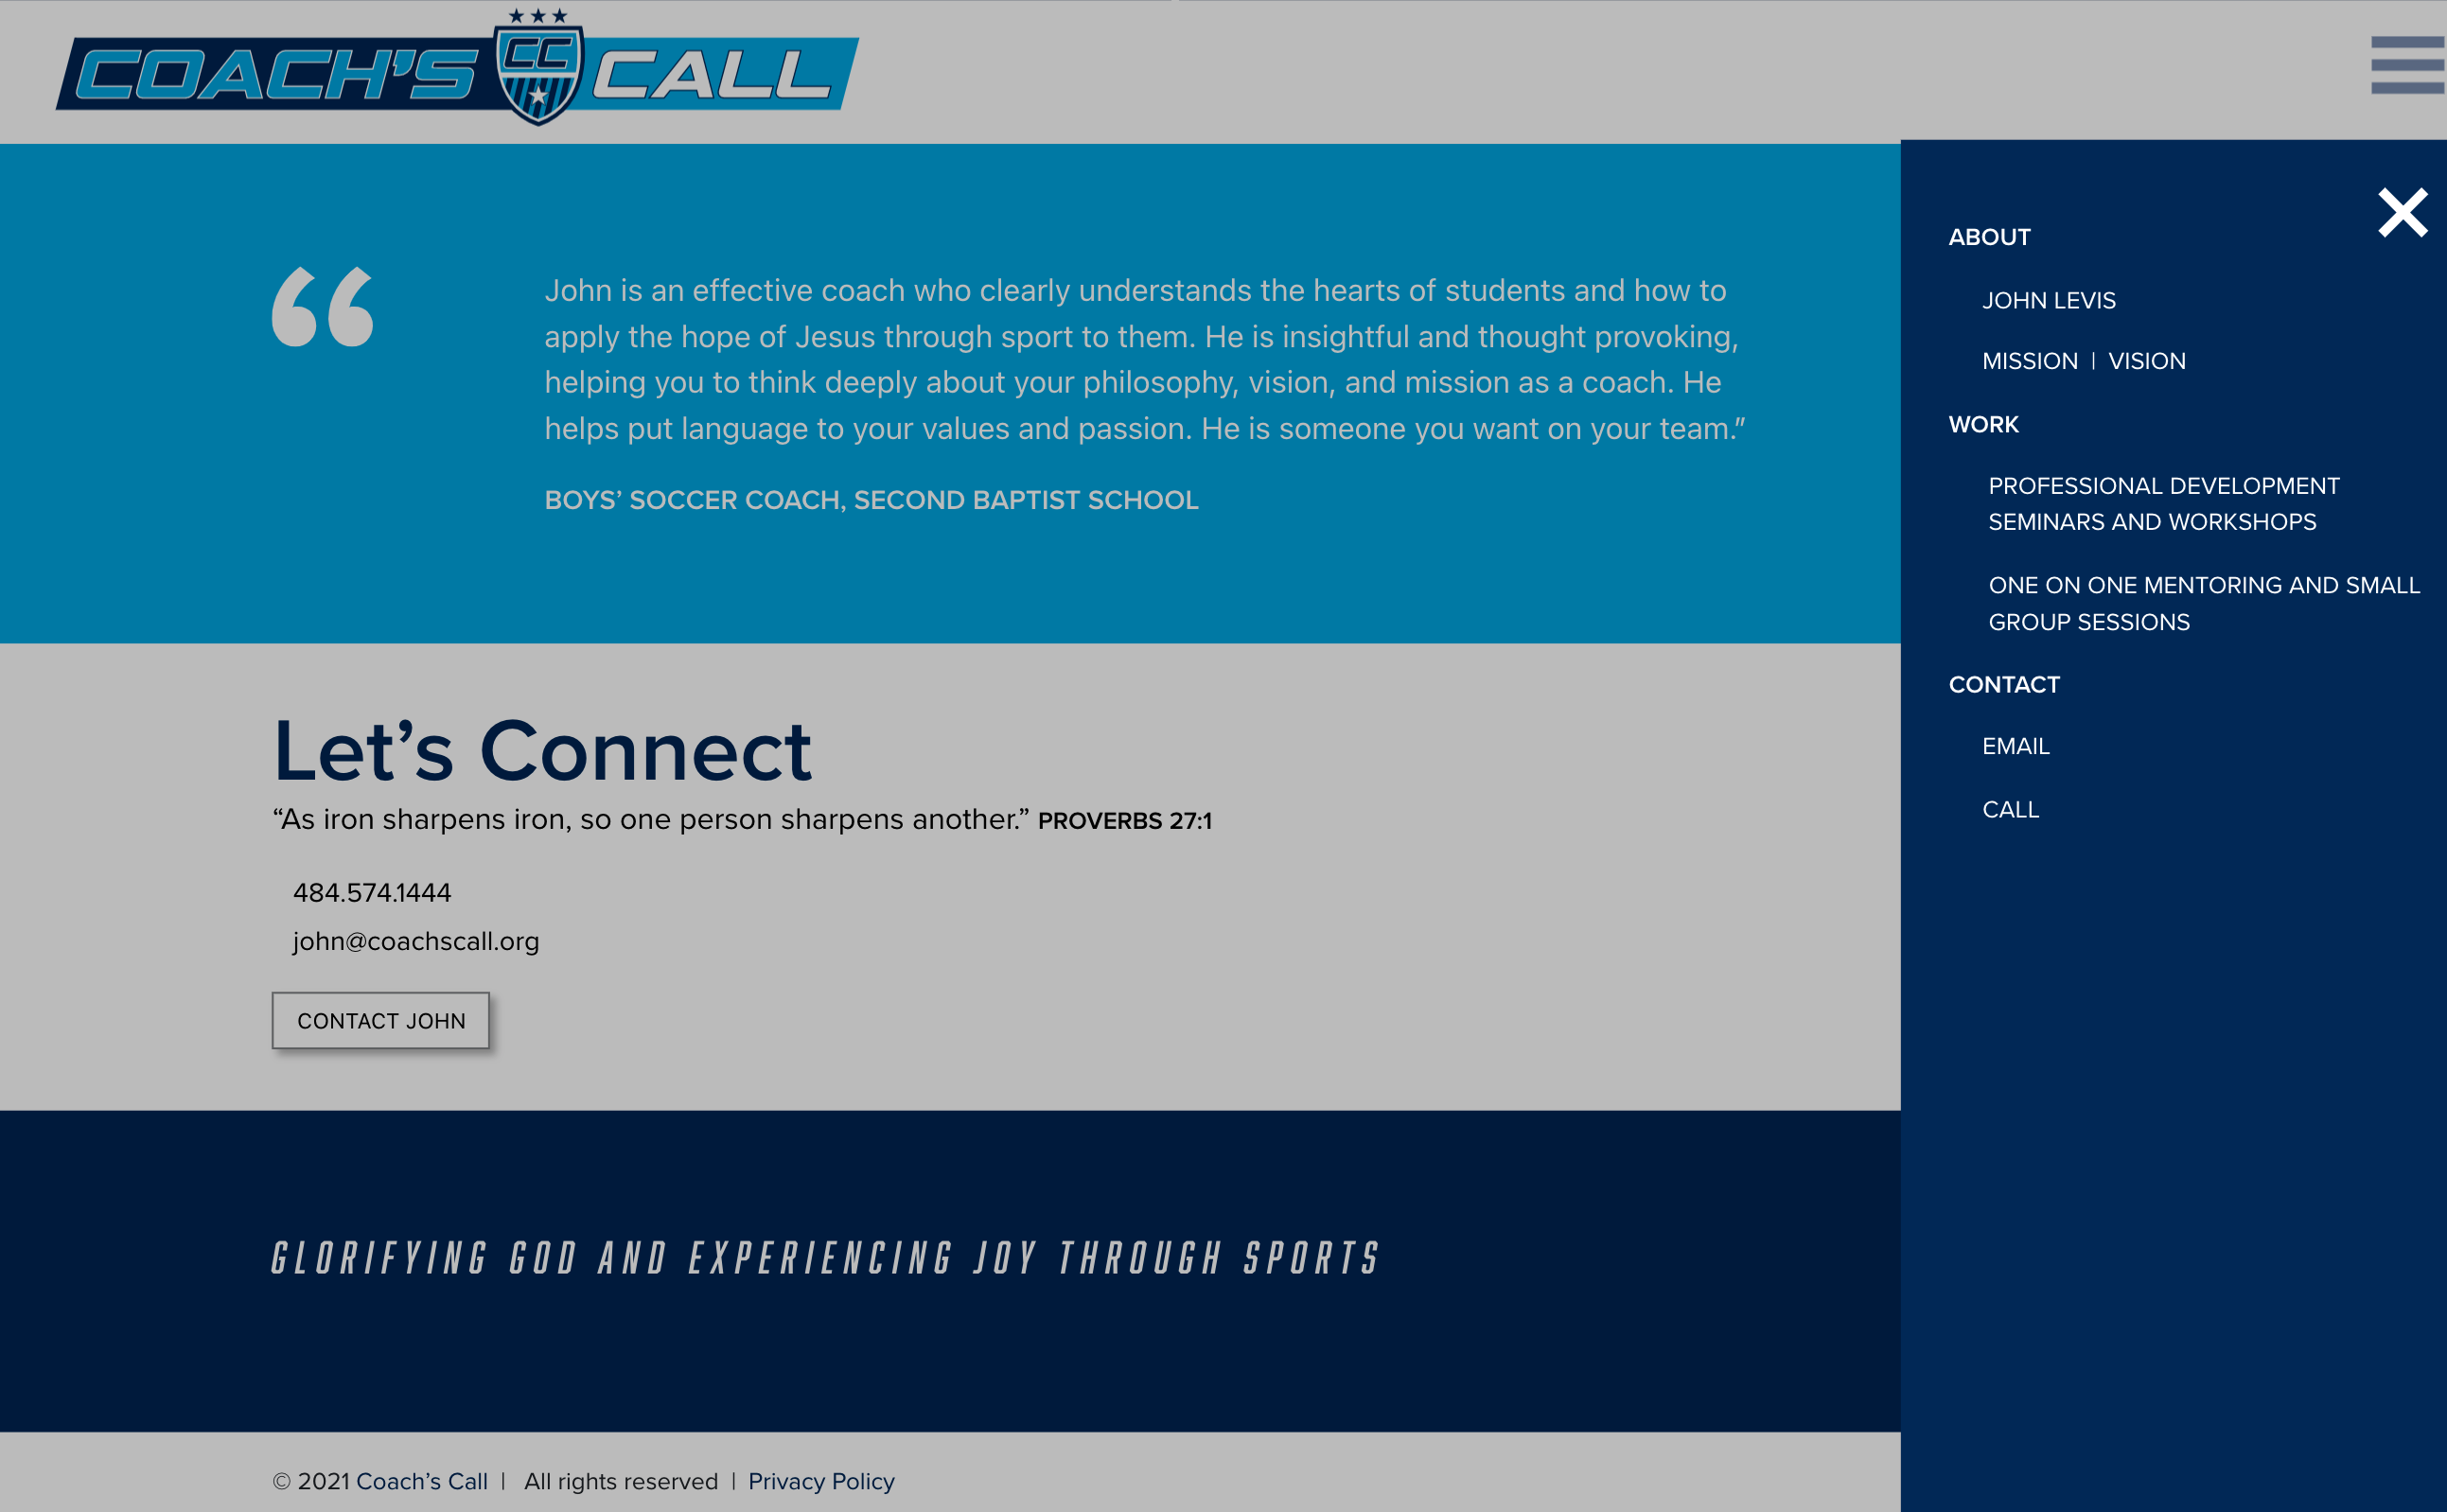 COACH'S CC CALL
“
John is an effective coach who clearly understands the hearts of students and how to
apply the hope of Jesus through sport to them. He is insightful and thought provoking,
helping you to think deeply about your philosophy, vision, and mission as a coach. He
helps put language to your values and passion. He is someone you want on your team.”
BOYS’ SOCCER COACH, SECOND BAPTIST SCHOOL
Let’s Connect
“As iron sharpens iron, so one person sharpens another.” PROVERBS 27:1
484.574.1444
john@coachscall.org
CONTACT JOHN
GLORIFYING GOD AND EXPERIENCING JOY THROUGH SPORTS
© 2021 Coach’s Call | All rights reserved | Privacy Policy
ABOUT
JOHN LEVIS
MISSION | VISION
WORK
PROFESSIONAL DEVELOPMENT
SEMINARS AND WORKSHOPS
ONE ON ONE MENTORING AND SMALL
GROUP SESSIONS
CONTACT
EMAIL
CALL